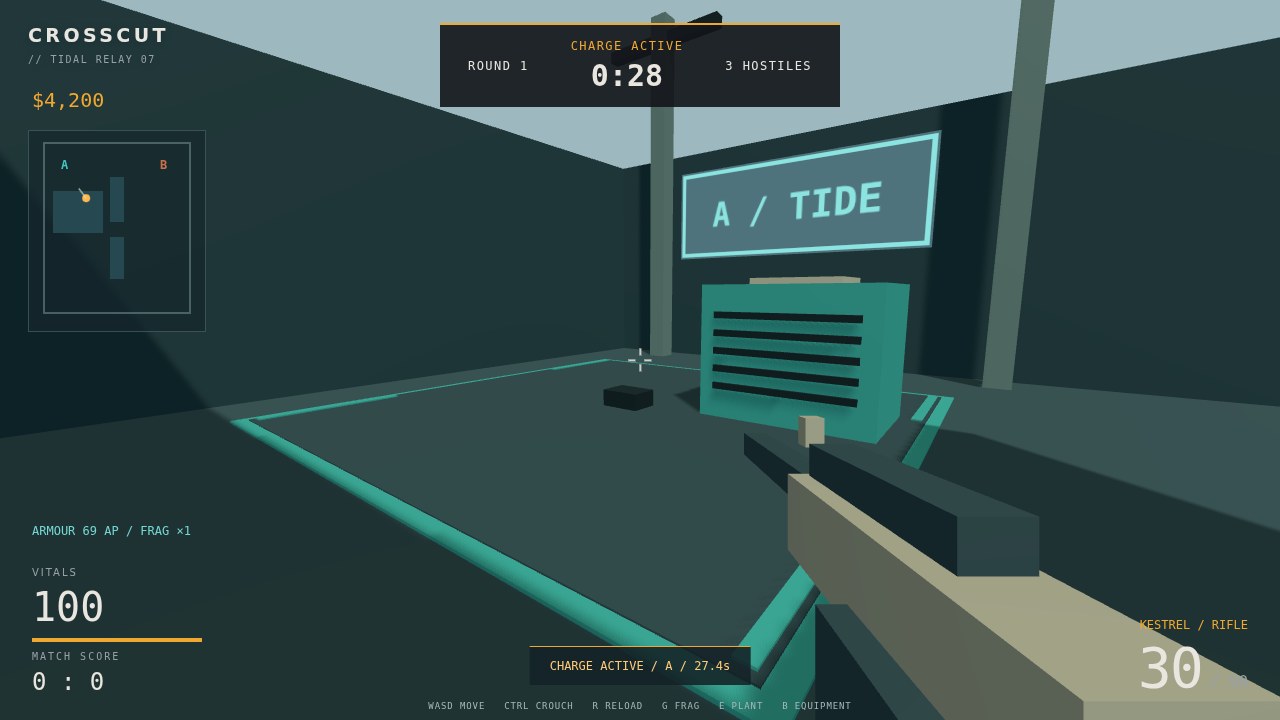 CROSSCUT
// TIDAL RELAY 07
$4,200
A
B
CHARGE ACTIVE
ROUND 1
0:28
3 HOSTILES
A / TIDE
ARMOUR 69 AP / FRAG ×1
VITALS
100
MATCH SCORE
0 : 0
CHARGE ACTIVE / A / 27.4s
KESTREL / RIFLE
30
WASD MOVE CTRL CROUCH R RELOAD G FRAG E PLANT B EQUIPMENT